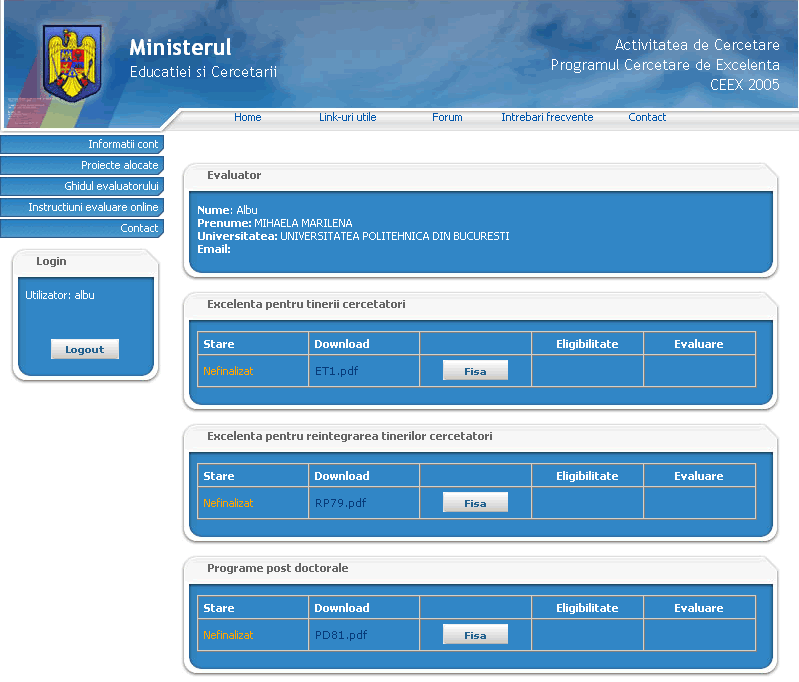 Ministerul
Educatiei si Cercetarii
Activitatea de Cercetare
Programul Cercetare de Excelenta
CEEX 2005
Home Link-uri utile Forum Intrebari frecvente Contact
Informatii cont
Proiecte alocate
Ghidul evaluatorului
Instructiuni evaluare online
Contact
Login
Utilizator: albu
Logout
Evaluator
Nume: Albu
Prenume: MIHAELA MARILENA
Universitatea: UNIVERSITATEA POLITEHNICA DIN BUCURESTI
Email:
Excelenta pentru tinerii cercetatori
Stare Download Eligibilitate Evaluare
Nefinalizat ET1.pdf Fisa
Excelenta pentru reintegrarea tinerilor cercetatori
Stare Download Eligibilitate Evaluare
Nefinalizat RP79.pdf Fisa
Programe post doctorale
Stare Download Eligibilitate Evaluare
Nefinalizat PD81.pdf Fisa